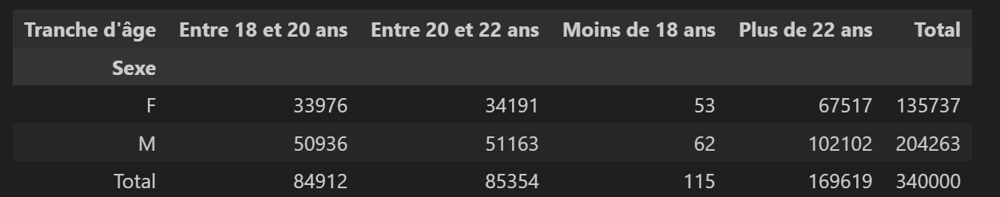 Tranche d'âge Entre 18 et 20 ans Entre 20 et 22 ans Moins de 18 ans Plus de 22 ans Total
Sexe
F 33976 34191 53 67517 135737
M 50936 51163 62 102102 204263
Total 84912 85354 115 169619 340000